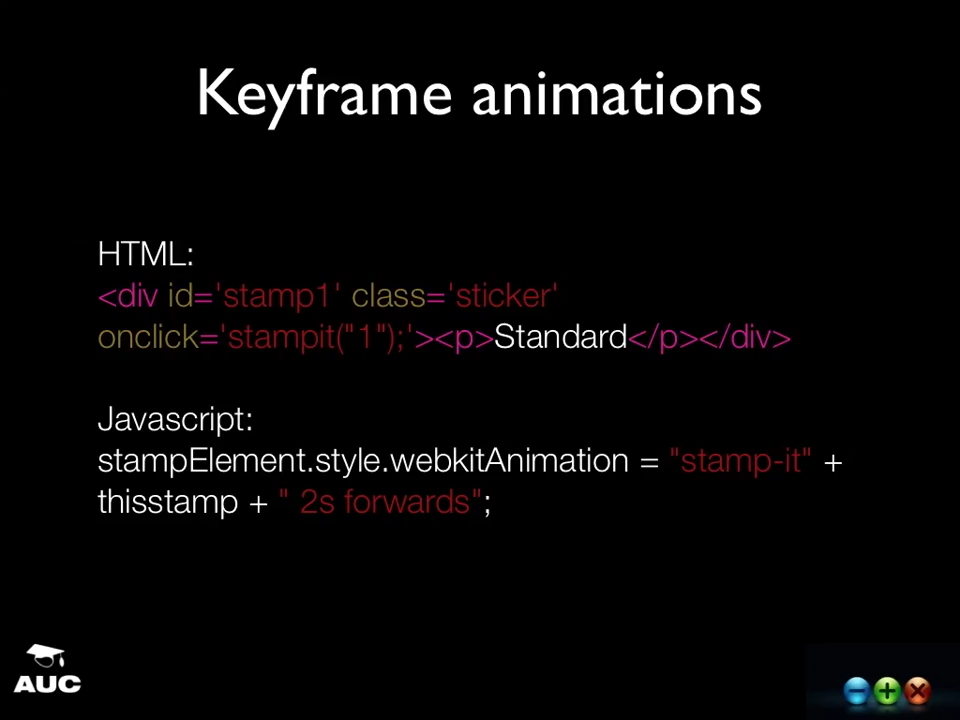 Keyframe animations
HTML:
<div id='stamp1' class='sticker'
onclick='stampit("1");'><p>Standard</p></div>
Javascript:
stampElement.style.webkitAnimation = "stamp-it" +
thisstamp + " 2s forwards";
AUC